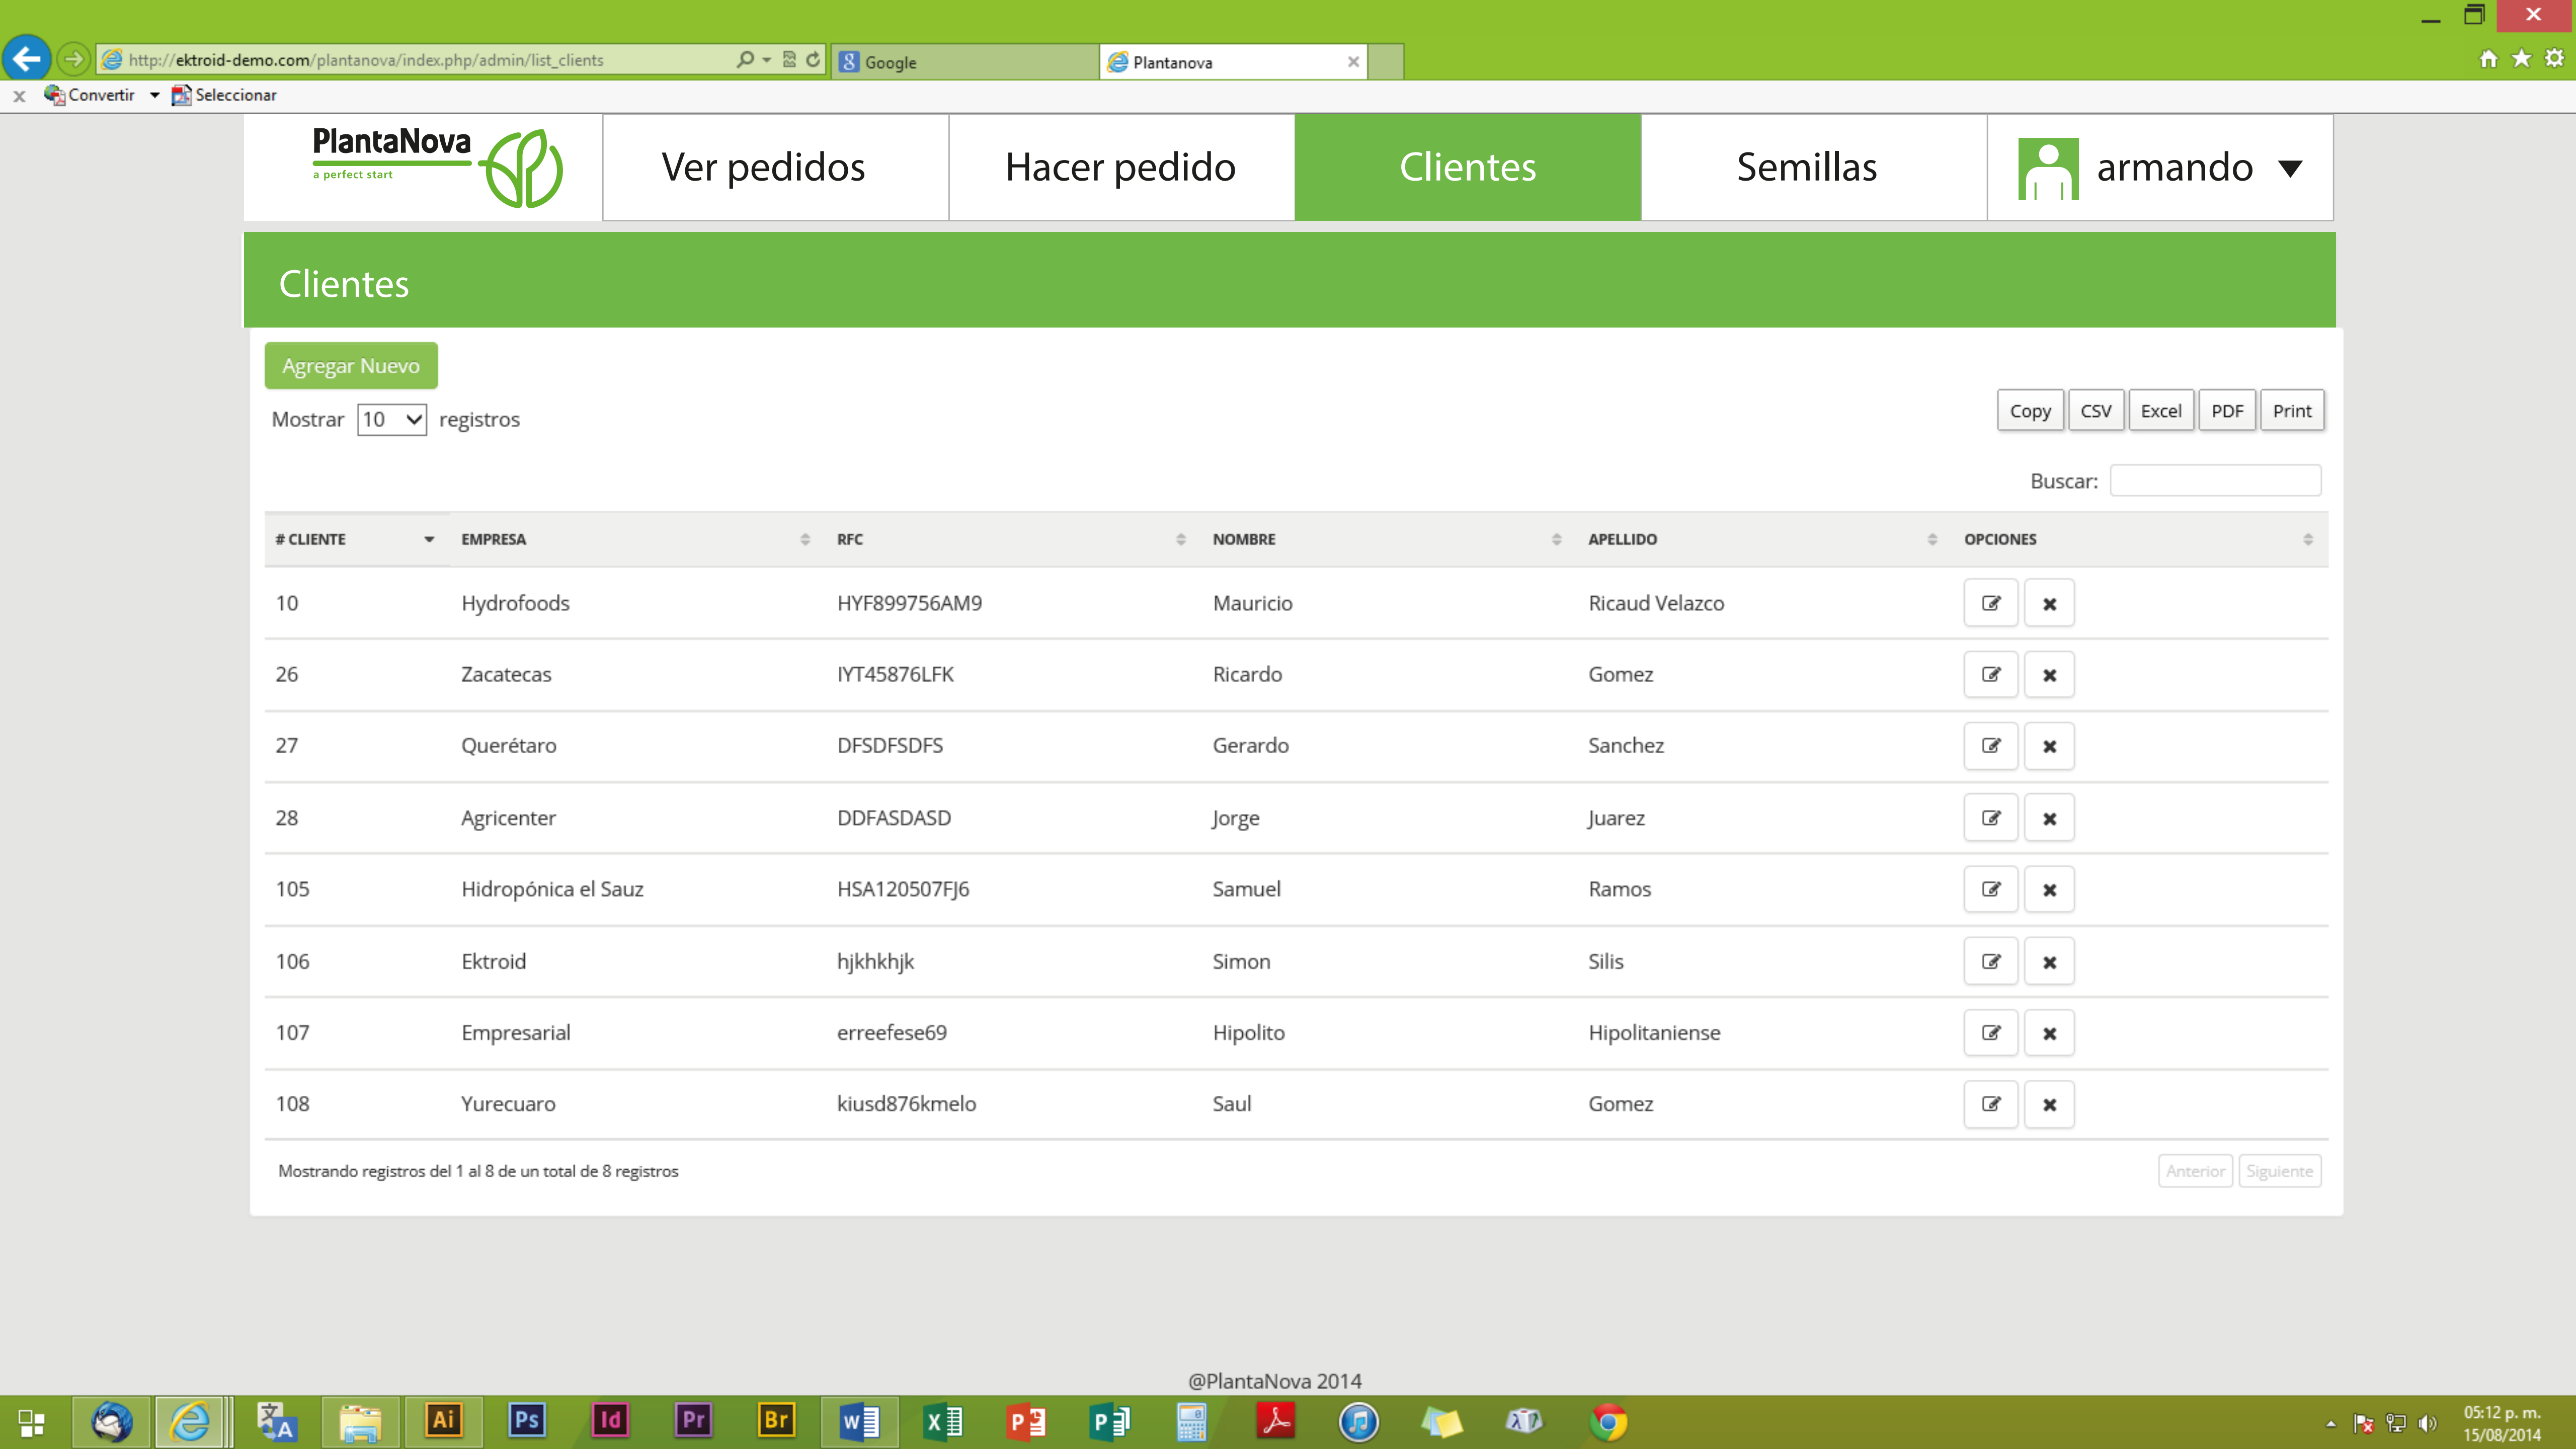 http://ektroid-demo.com/plantanova/index.php/admin/list_clients
Google
Plantanova
Convertir
Seleccionar
PlantaNova
a perfect start
Ver pedidos
Hacer pedido
Clientes
Semillas
armando
Clientes
Agregar Nuevo
Mostrar 10 registros
Copy CSV Excel PDF Print
Buscar:
# CLIENTE EMPRESA RFC NOMBRE APELLIDO OPCIONES
10 Hydrofoods HYF899756AM9 Mauricio Ricaud Velazco
26 Zacatecas IYT45876LFK Ricardo Gomez
27 Querétaro DFSDFSDFS Gerardo Sanchez
28 Agricenter DDFASDASD Jorge Juarez
105 Hidropónica el Sauz HSA120507FJ6 Samuel Ramos
106 Ektroid hjkhkhjk Simon Silis
107 Empresarial erreefese69 Hipolito Hipolitaniense
108 Yurecuaro kiusd876kmelo Saul Gomez
Mostrando registros del 1 al 8 de un total de 8 registros
Anterior Siguiente
@PlantaNova 2014
Ai Ps Id Pr Br
05:12 p. m.
15/08/2014